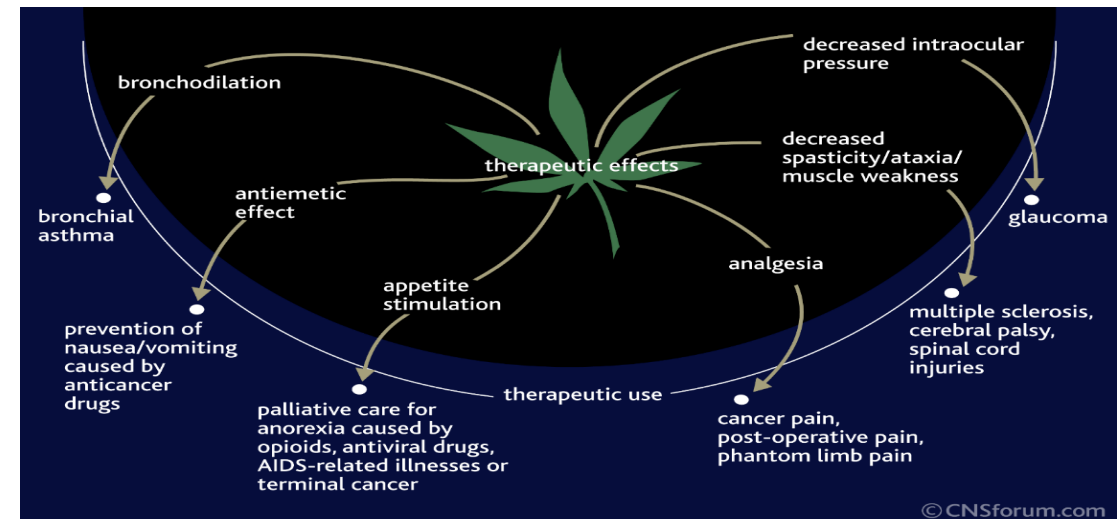 decreased intraocular
pressure
bronchodilation
decreased
spasticity/ataxia/
muscle weakness
therapeutic effects
antiemetic
effect
bronchial
asthma
glaucoma
analgesia
appetite
stimulation
multiple sclerosis,
cerebral palsy,
spinal cord
injuries
prevention of
nausea/vomiting
caused by
anticancer
drugs
therapeutic use
palliative care for
anorexia caused by
opioids, antiviral drugs,
AIDS-related illnesses or
terminal cancer
cancer pain,
post-operative pain,
phantom limb pain
©CNSforum.com